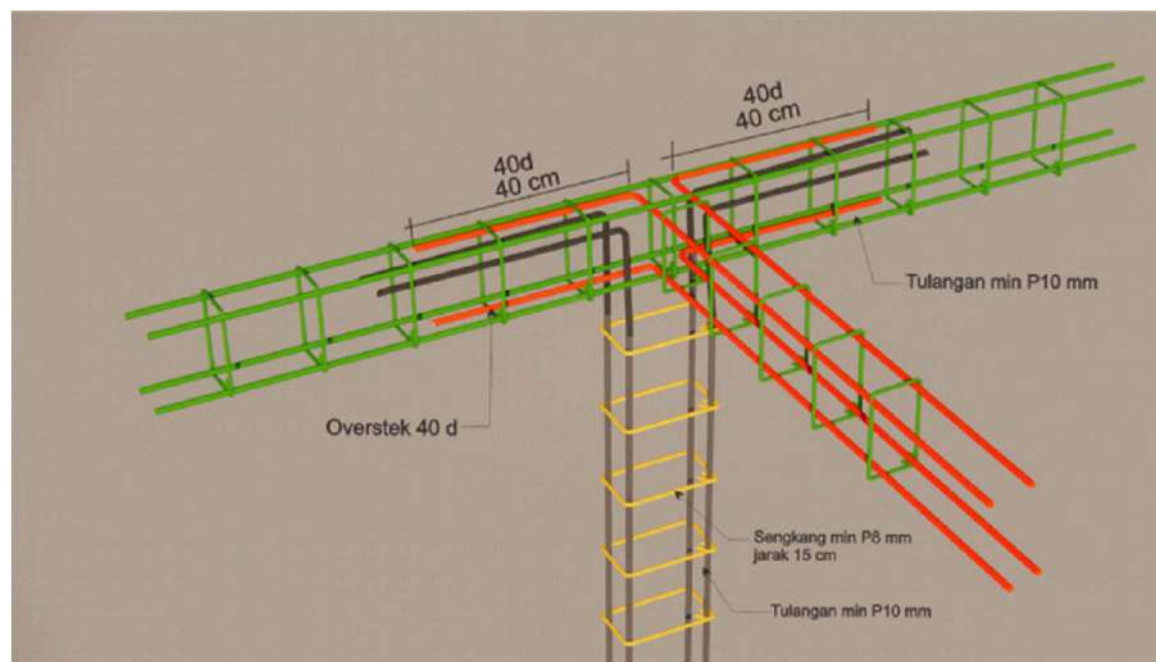 40d
40 cm
40d
40 cm
Tulangan min P10 mm
Overstek 40 d
Sengkang min P8 mm
jarak 15 cm
Tulangan min P10 mm